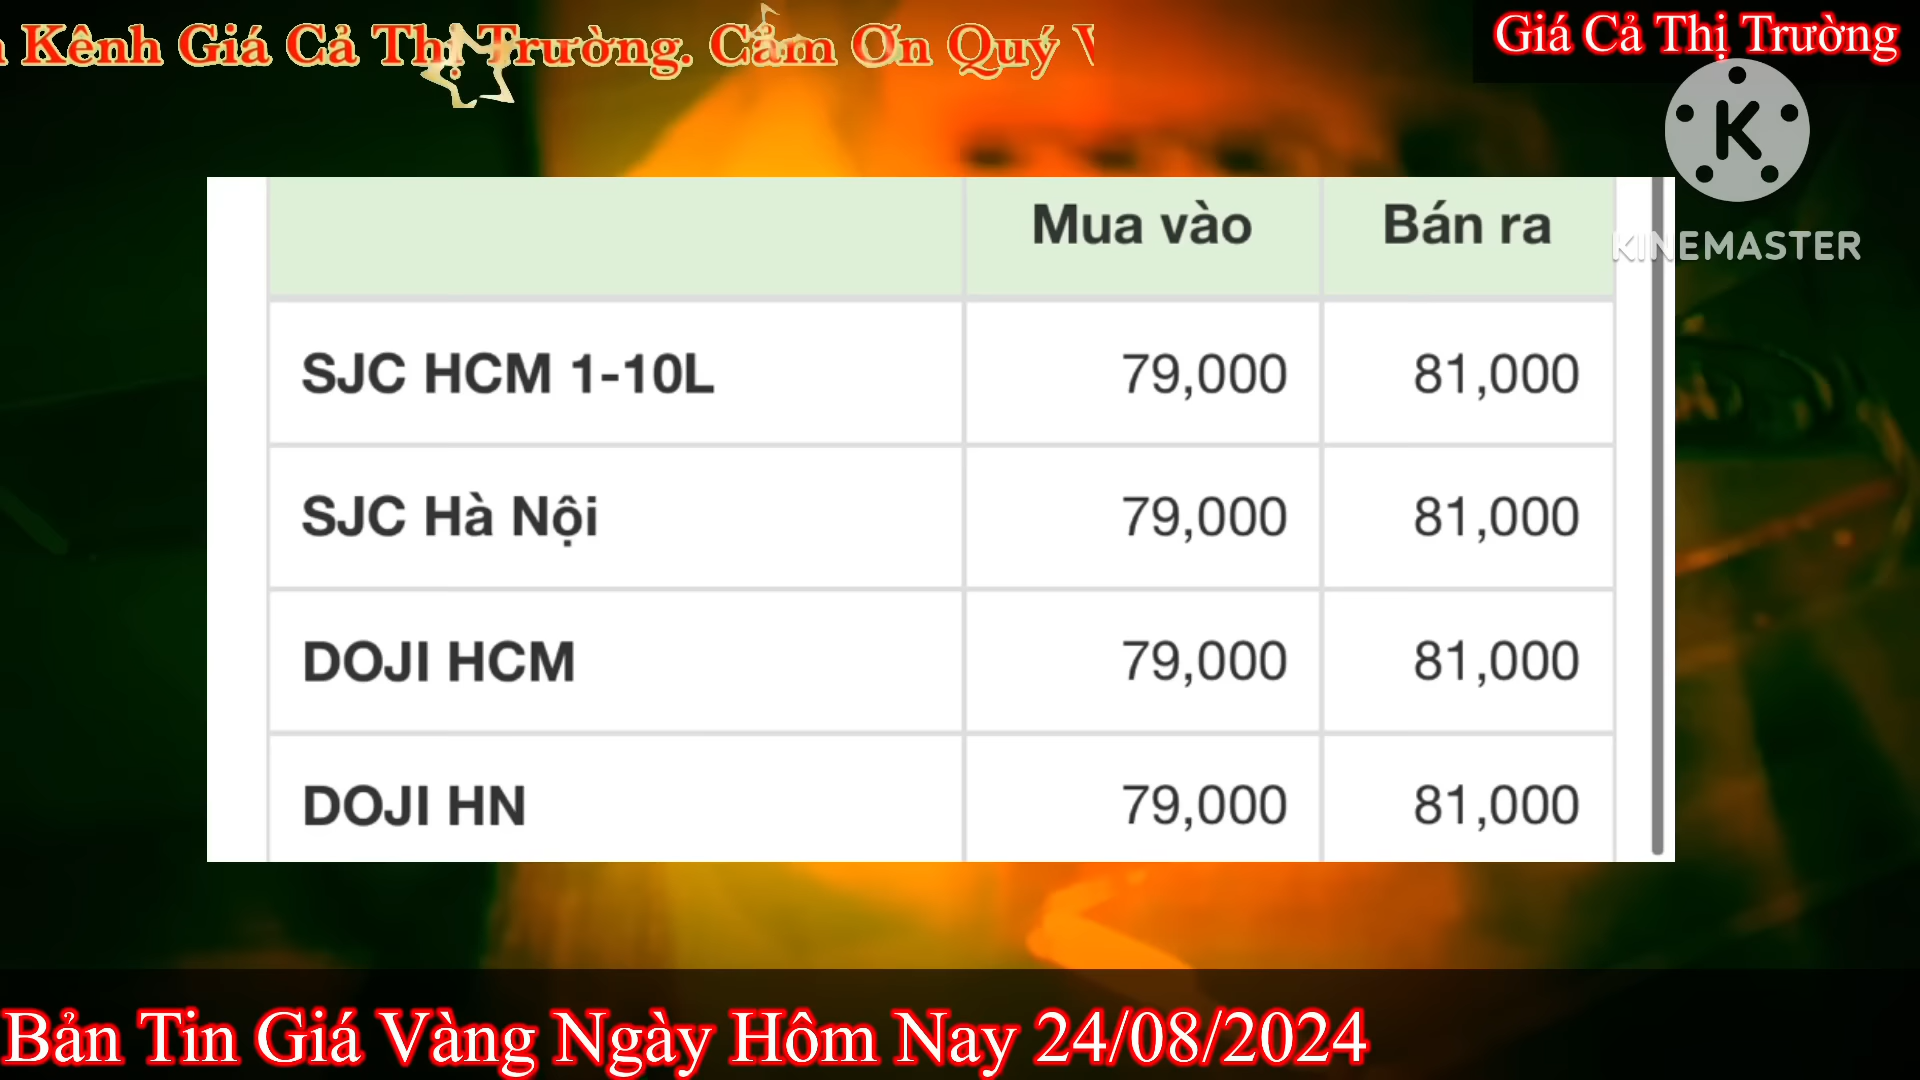 Kênh Giá Cả Thị Trường. Cảm Ơn Quý
Giá Cả Thị Trường
K
KINEMASTER
Mua vào Bán ra
SJC HCM 1-10L 79,000 81,000
SJC Hà Nội 79,000 81,000
DOJI HCM 79,000 81,000
DOJI HN 79,000 81,000
Bản Tin Giá Vàng Ngày Hôm Nay 24/08/2024